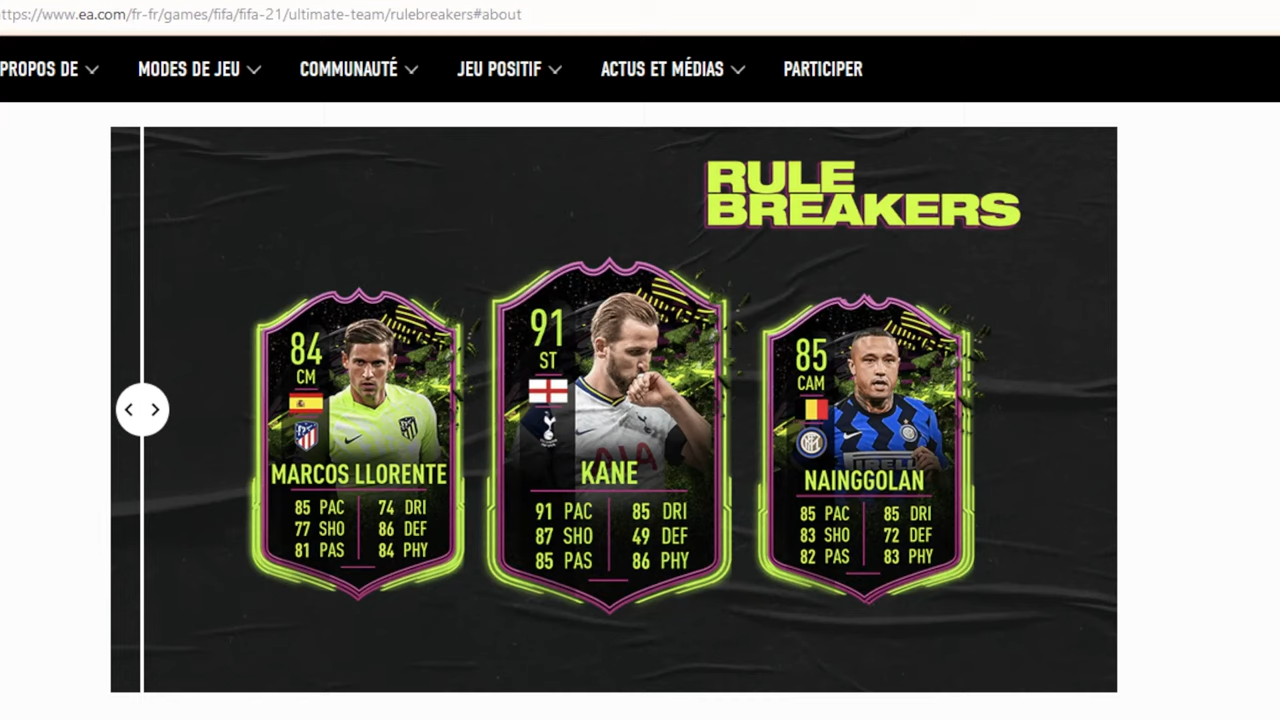 ttps://www.ea.com/fr-fr/games/fifa/fifa-21/ultimate-team/rulebreakers#about
PROPOS DE MODES DE JEU COMMUNAUTÉ JEU POSITIF ACTUS ET MÉDIAS PARTICIPER
RULE
BREAKERS
84
CM
MARCOS LLORENTE
85 PAC 74 DRI
77 SHO 86 DEF
81 PAS 84 PHY
91
ST
KANE
91 PAC 85 DRI
87 SHO 49 DEF
85 PAS 86 PHY
85
CAM
NAINGGOLAN
85 PAC 85 DRI
83 SHO 72 DEF
82 PAS 83 PHY